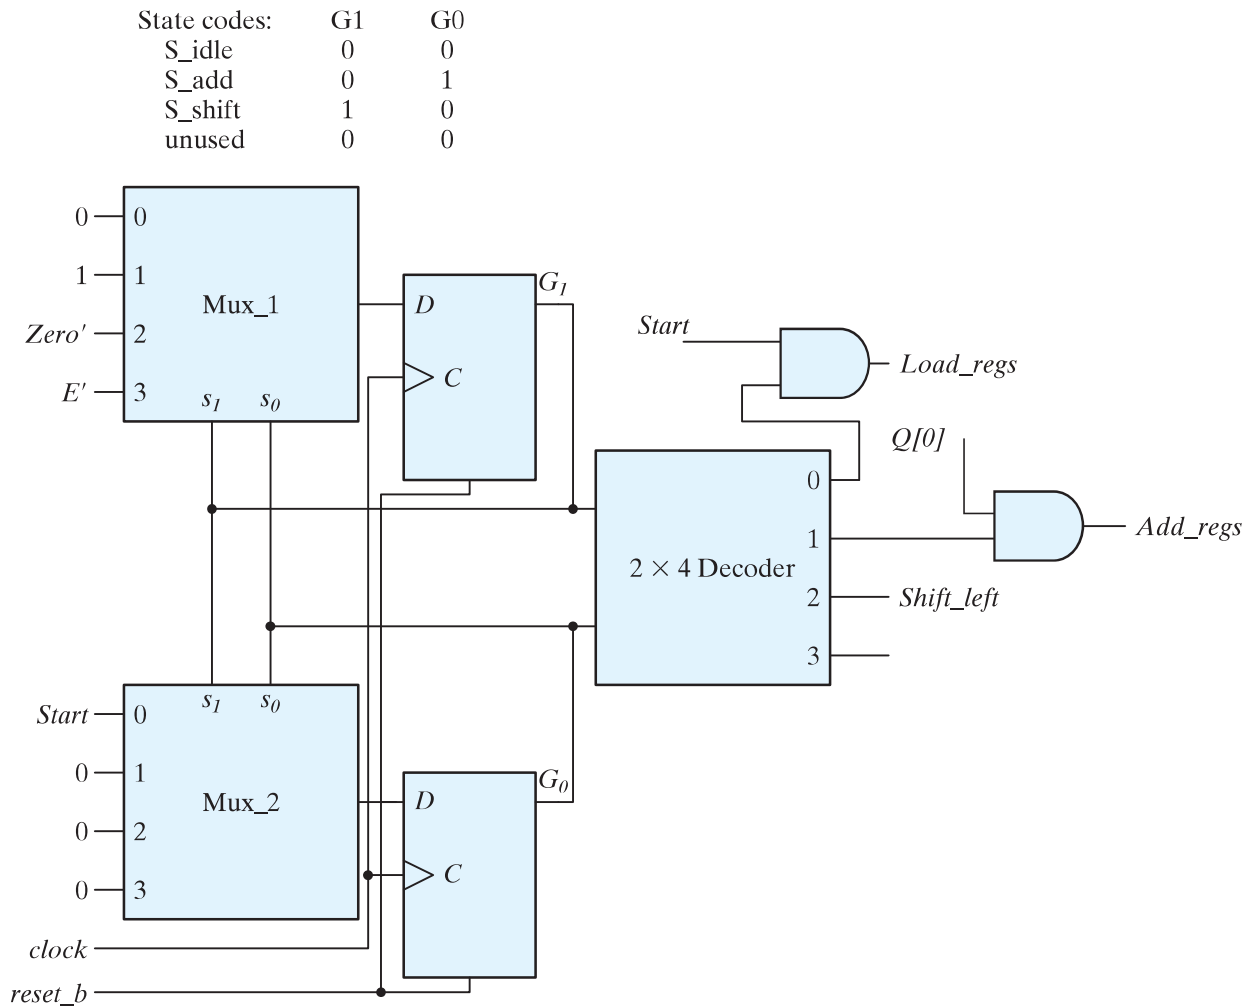 State codes: G1 G0
S_idle 0 0
S_add 0 1
S_shift 1 0
unused 0 0
0 0
1 1
Zero' 2
E' 3
Mux_1
s1 s0
D
C
G1
Start
Load_regs
Q[0]
Add_regs
2 × 4 Decoder
0
1
2
3
Shift_left
s1 s0
Start 0
0 1
0 2
0 3
Mux_2
D
C
G0
clock
reset_b